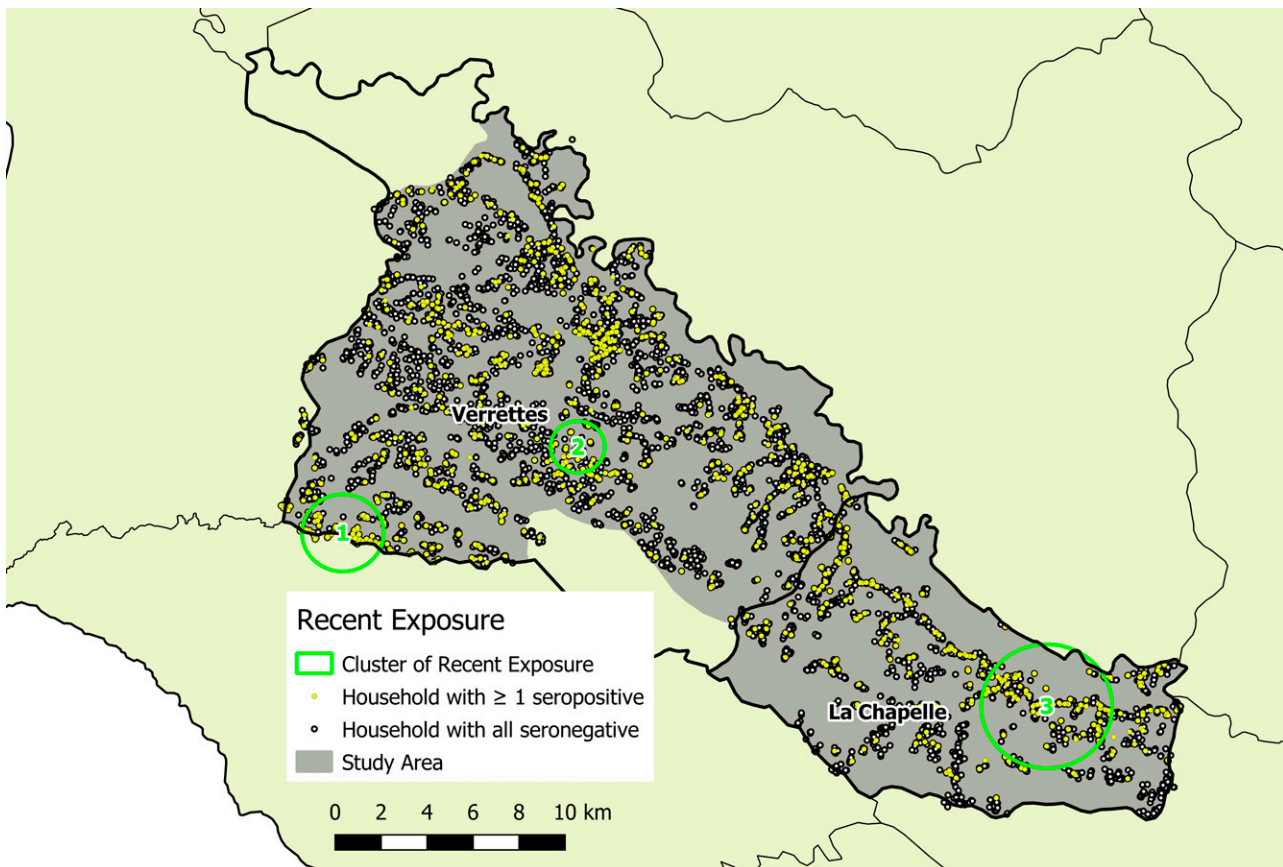 Verrettes
2
1
3
La Chapelle
Recent Exposure
Cluster of Recent Exposure
Household with ≥ 1 seropositive
Household with all seronegative
Study Area
0 2 4 6 8 10 km